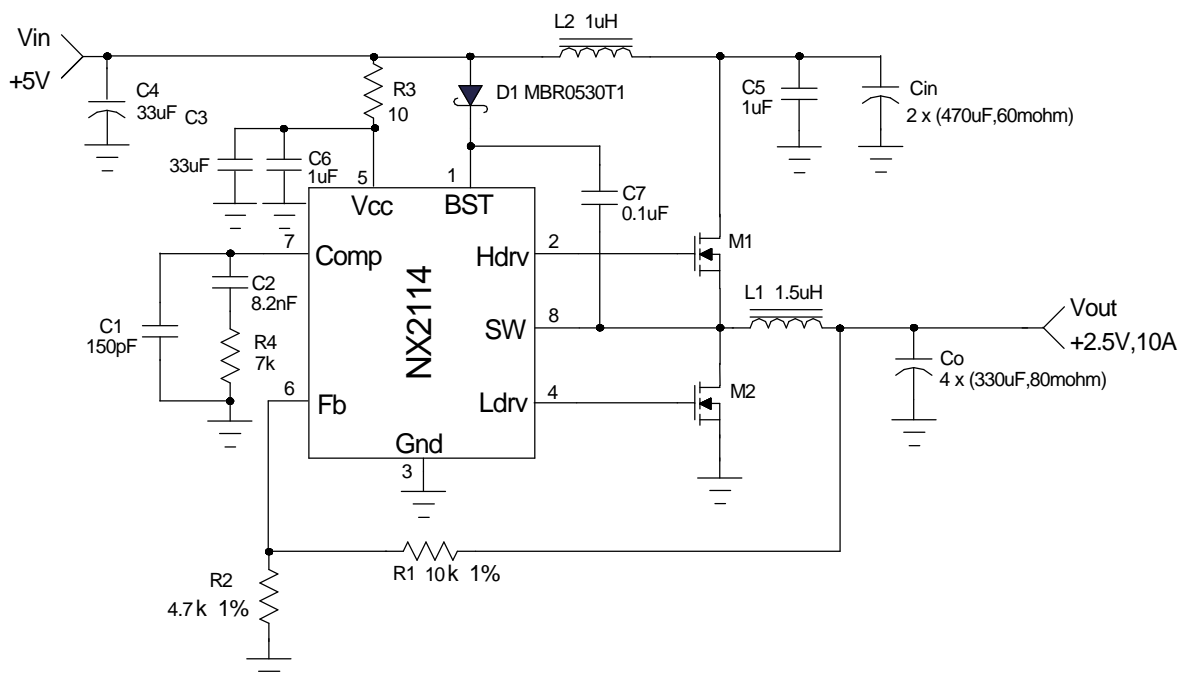 L2 1uH
Vin
+5V
C4
33uF
C3
R3
10
D1 MBR0530T1
C5
1uF
Cin
2 x (470uF,60mohm)
33uF
C6
1uF
5
1
Vcc
BST
C7
0.1uF
7
Comp
2
Hdrv
M1
C2
8.2nF
C1
150pF
R4
7k
NX2114
SW
8
L1 1.5uH
Vout
+2.5V,10A
Co
4 x (330uF,80mohm)
6
Fb
Ldrv
4
M2
Gnd
3
R1 10k 1%
R2
4.7k 1%